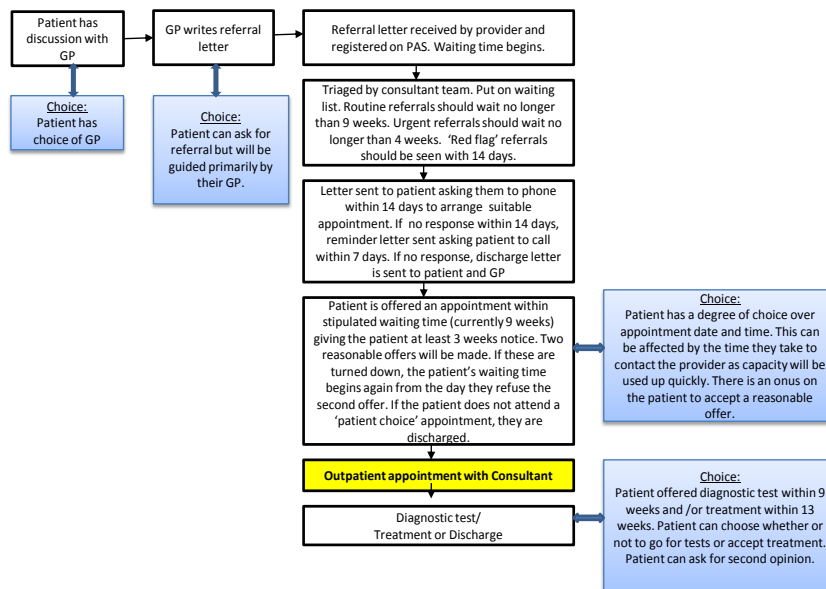 Patient has
discussion with
GP
GP writes referral
letter
Referral letter received by provider and
registered on PAS. Waiting time begins.
Choice:
Patient has
choice of GP
Choice:
Patient can ask for
referral but will be
guided primarily by
their GP.
Triaged by consultant team. Put on waiting
list. Routine referrals should wait no longer
than 9 weeks. Urgent referrals should wait no
longer than 4 weeks. ‘Red flag’ referrals
should be seen with 14 days.
Letter sent to patient asking them to phone
within 14 days to arrange suitable
appointment. If no response within 14 days,
reminder letter sent asking patient to call
within 7 days. If no response, discharge letter
is sent to patient and GP
Patient is offered an appointment within
stipulated waiting time (currently 9 weeks)
giving the patient at least 3 weeks notice. Two
reasonable offers will be made. If these are
turned down, the patient’s waiting time
begins again from the day they refuse the
second offer. If the patient does not attend a
‘patient choice’ appointment, they are
discharged.
Choice:
Patient has a degree of choice over
appointment date and time. This can
be affected by the time they take to
contact the provider as capacity will be
used up quickly. There is an onus on
the patient to accept a reasonable
offer.
Outpatient appointment with Consultant
Diagnostic test/
Treatment or Discharge
Choice:
Patient offered diagnostic test within 9
weeks and /or treatment within 13
weeks. Patient can choose whether or
not to go for tests or accept treatment.
Patient can ask for second opinion.